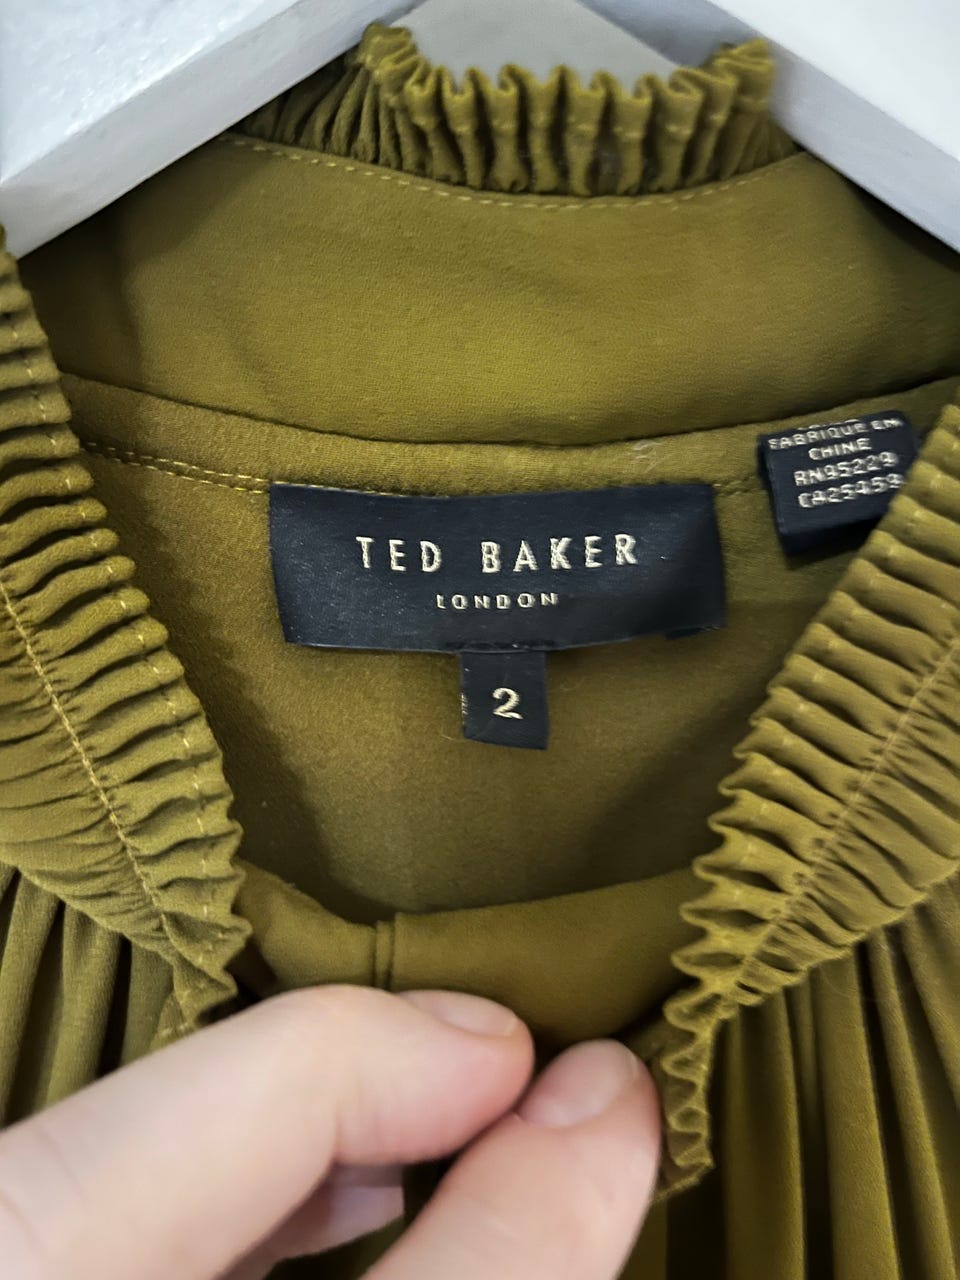 TED BAKER
LONDON
2
FABRIQUE EN
CHINE
RN95229
CA25459